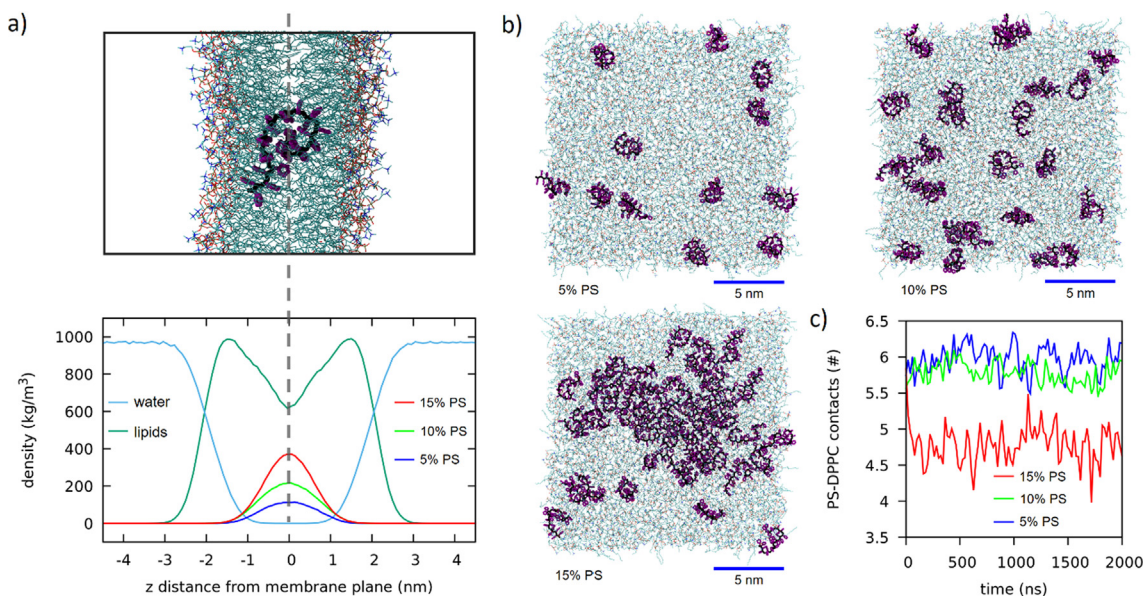 a)
b)
5% PS
5 nm
10% PS
5 nm
15% PS
5 nm
density (kg/m³)
1000
800
600
400
200
0
water
lipids
15% PS
10% PS
5% PS
-4 -3 -2 -1 0 1 2 3 4
z distance from membrane plane (nm)
c)
PS-DPPC contacts (#)
6.5
6
5.5
5
4.5
4
3.5
15% PS
10% PS
5% PS
0 500 1000 1500 2000
time (ns)